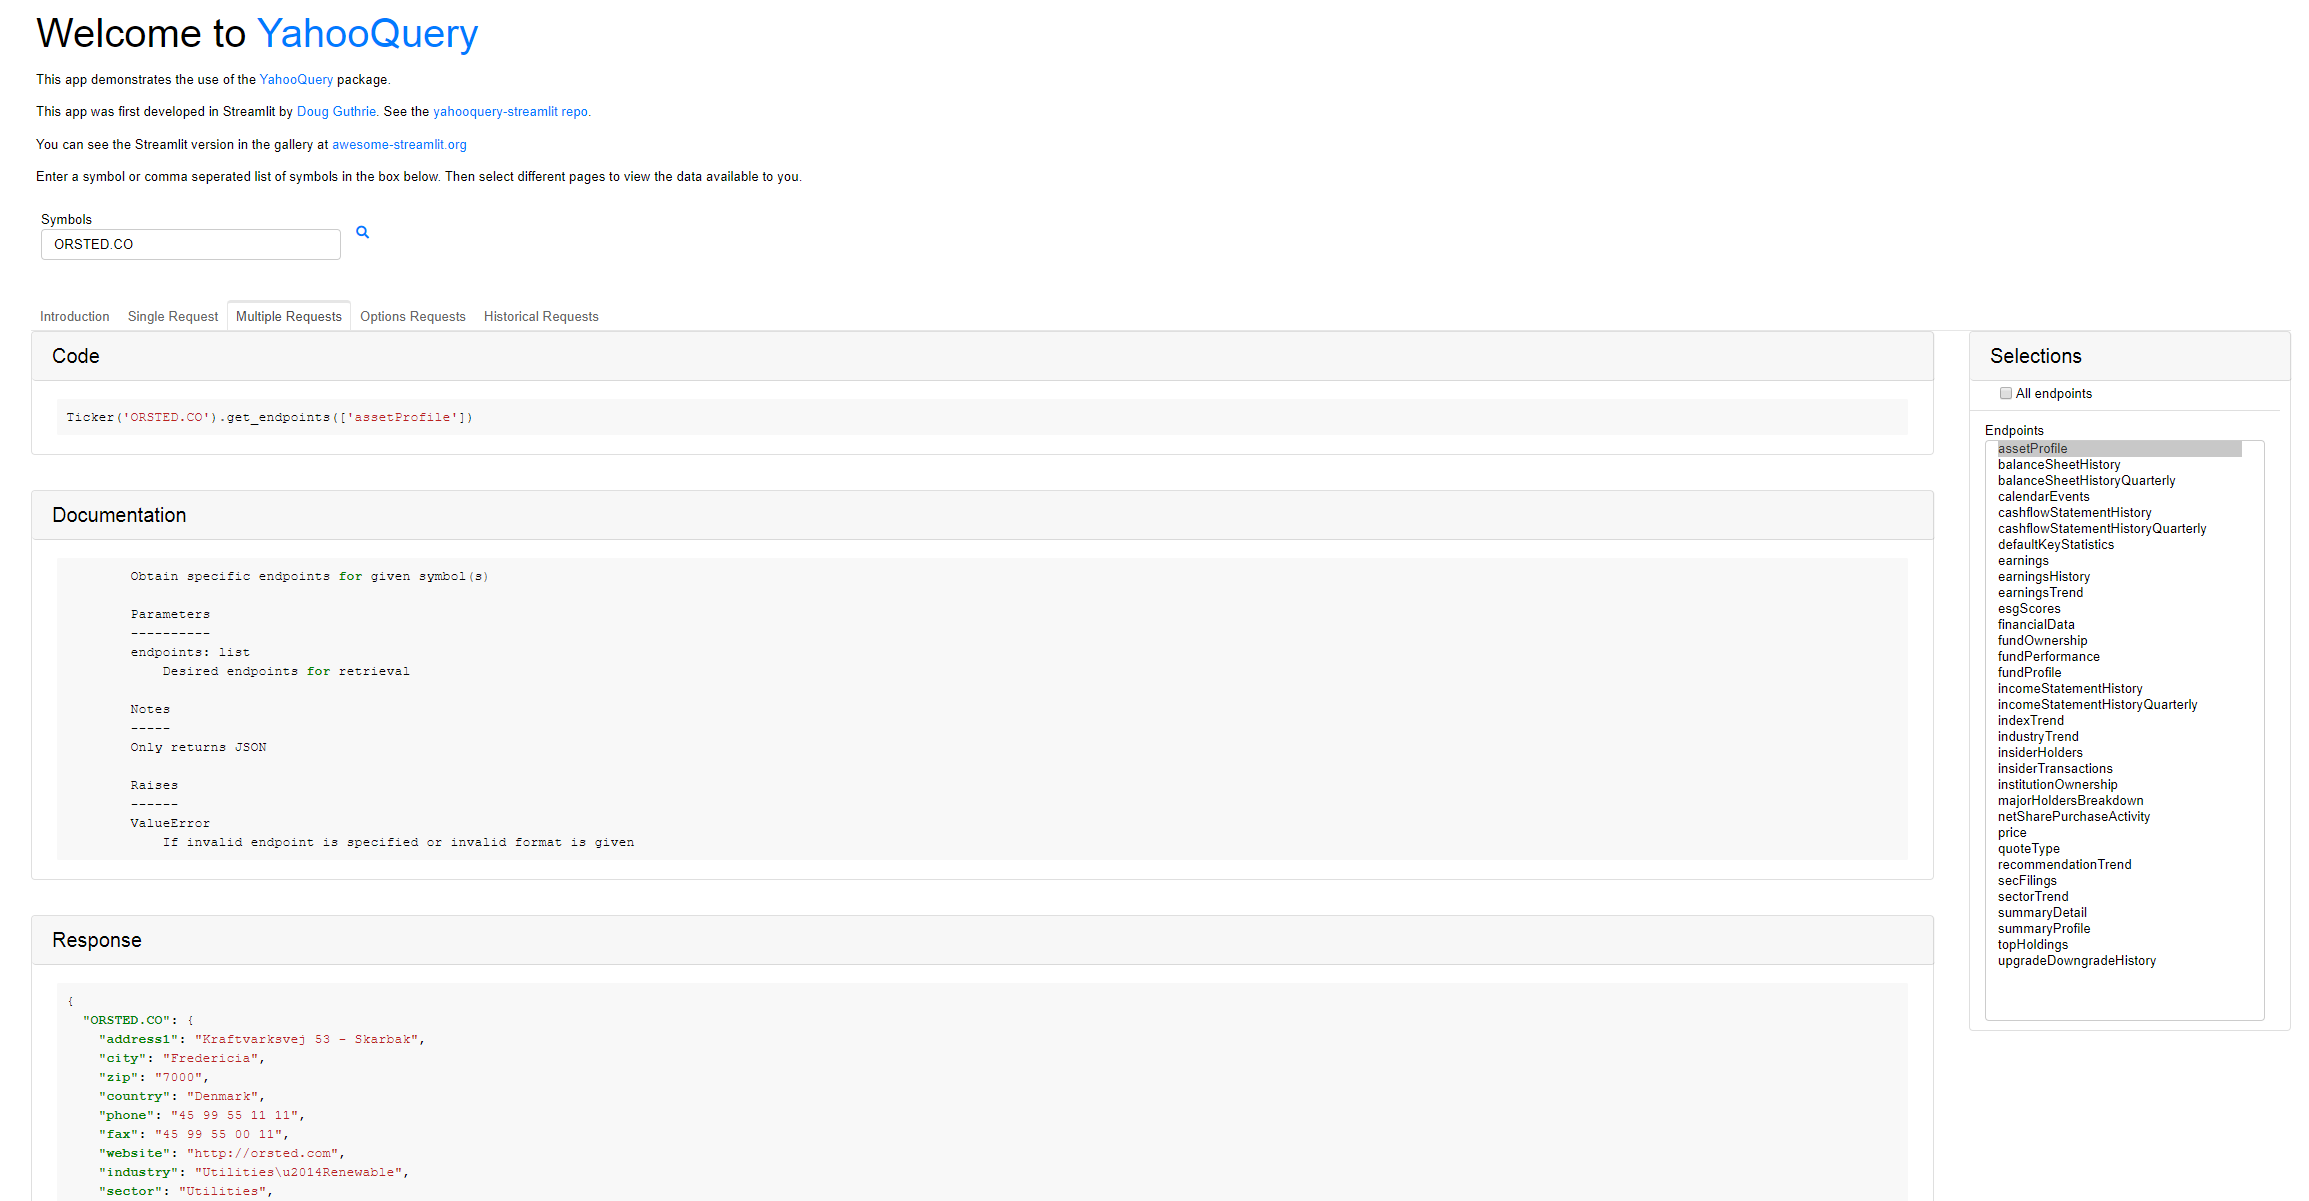 Welcome to YahooQuery
This app demonstrates the use of the YahooQuery package.
This app was first developed in Streamlit by Doug Guthrie. See the yahooquery-streamlit repo.
You can see the Streamlit version in the gallery at awesome-streamlit.org
Enter a symbol or comma seperated list of symbols in the box below. Then select different pages to view the data available to you.
Symbols
ORSTED.CO
Introduction Single Request Multiple Requests Options Requests Historical Requests
Code
Ticker('ORSTED.CO').get_endpoints(['assetProfile'])
Documentation
Obtain specific endpoints for given symbol(s)
Parameters
----------
endpoints: list
Desired endpoints for retrieval
Notes
-----
Only returns JSON
Raises
------
ValueError
If invalid endpoint is specified or invalid format is given
Response
{
"ORSTED.CO": {
"address1": "Kraftvarksvej 53 - Skarbak",
"city": "Fredericia",
"zip": "7000",
"country": "Denmark",
"phone": "45 99 55 11 11",
"fax": "45 99 55 00 11",
"website": "http://orsted.com",
"industry": "Utilities\u2014Renewable",
"sector": "Utilities",
Selections
All endpoints
Endpoints
assetProfile
balanceSheetHistory
balanceSheetHistoryQuarterly
calendarEvents
cashflowStatementHistory
cashflowStatementHistoryQuarterly
defaultKeyStatistics
earnings
earningsHistory
earningsTrend
esgScores
financialData
fundOwnership
fundPerformance
fundProfile
incomeStatementHistory
incomeStatementHistoryQuarterly
indexTrend
industryTrend
insiderHolders
insiderTransactions
institutionOwnership
majorHoldersBreakdown
netSharePurchaseActivity
price
quoteType
recommendationTrend
secFilings
sectorTrend
summaryDetail
summaryProfile
topHoldings
upgradeDowngradeHistory